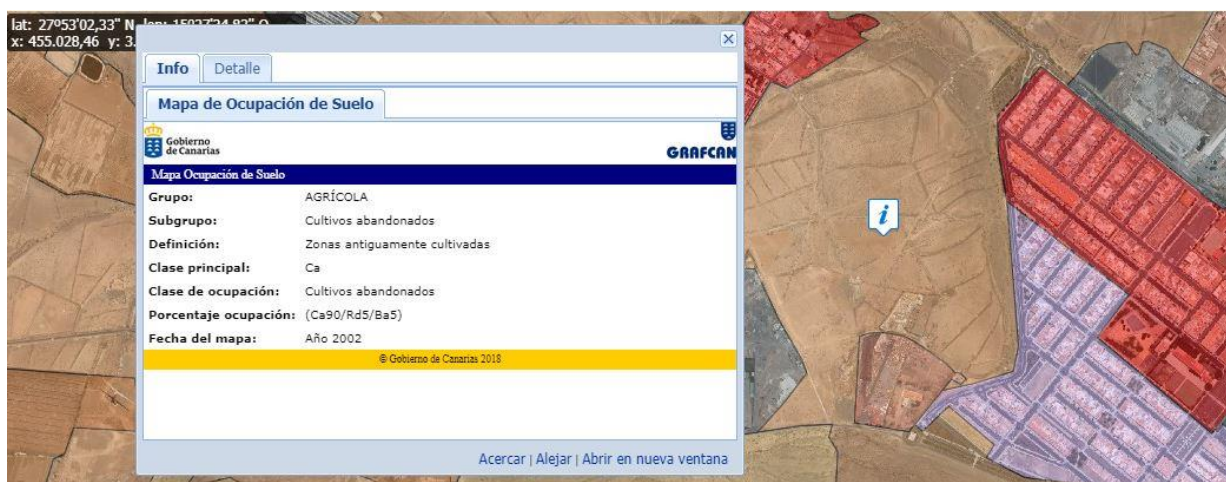 lat: 27º53'02,33" N
x: 455.028,46 y: 3.
Info Detalle
Mapa de Ocupación de Suelo
Gobierno
de Canarias
GRAFCAN
Mapa Ocupación de Suelo
Grupo: AGRÍCOLA
Subgrupo: Cultivos abandonados
Definición: Zonas antiguamente cultivadas
Clase principal: Ca
Clase de ocupación: Cultivos abandonados
Porcentaje ocupación: (Ca90/Rd5/Ba5)
Fecha del mapa: Año 2002
© Gobierno de Canarias 2018
Acercar | Alejar | Abrir en nueva ventana
i